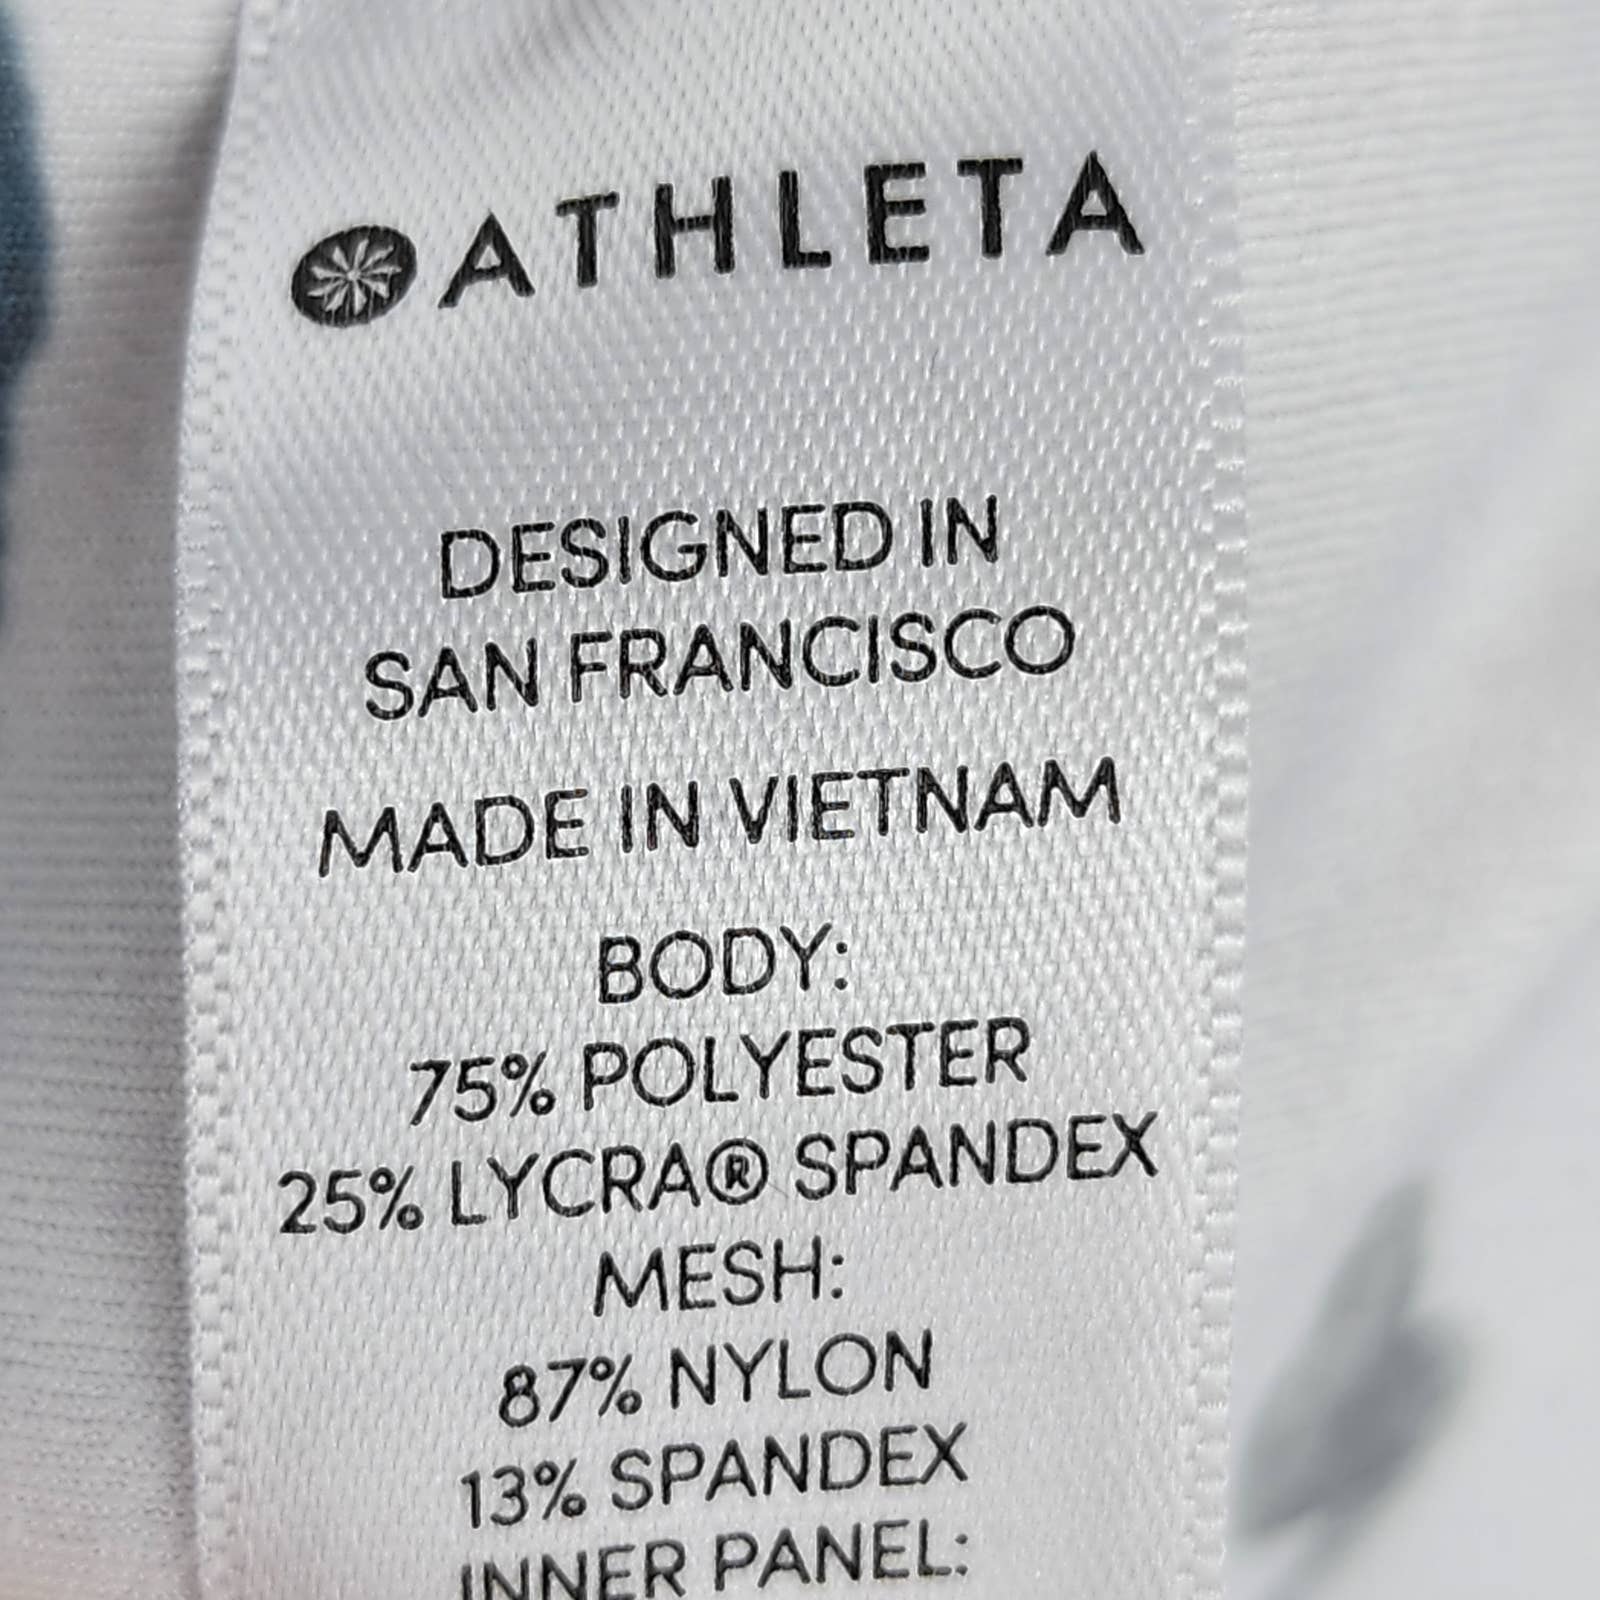 ATHLETA
DESIGNED IN
SAN FRANCISCO
MADE IN VIETNAM
BODY:
75% POLYESTER
25% LYCRA® SPANDEX
MESH:
87% NYLON
13% SPANDEX
INNER PANEL: